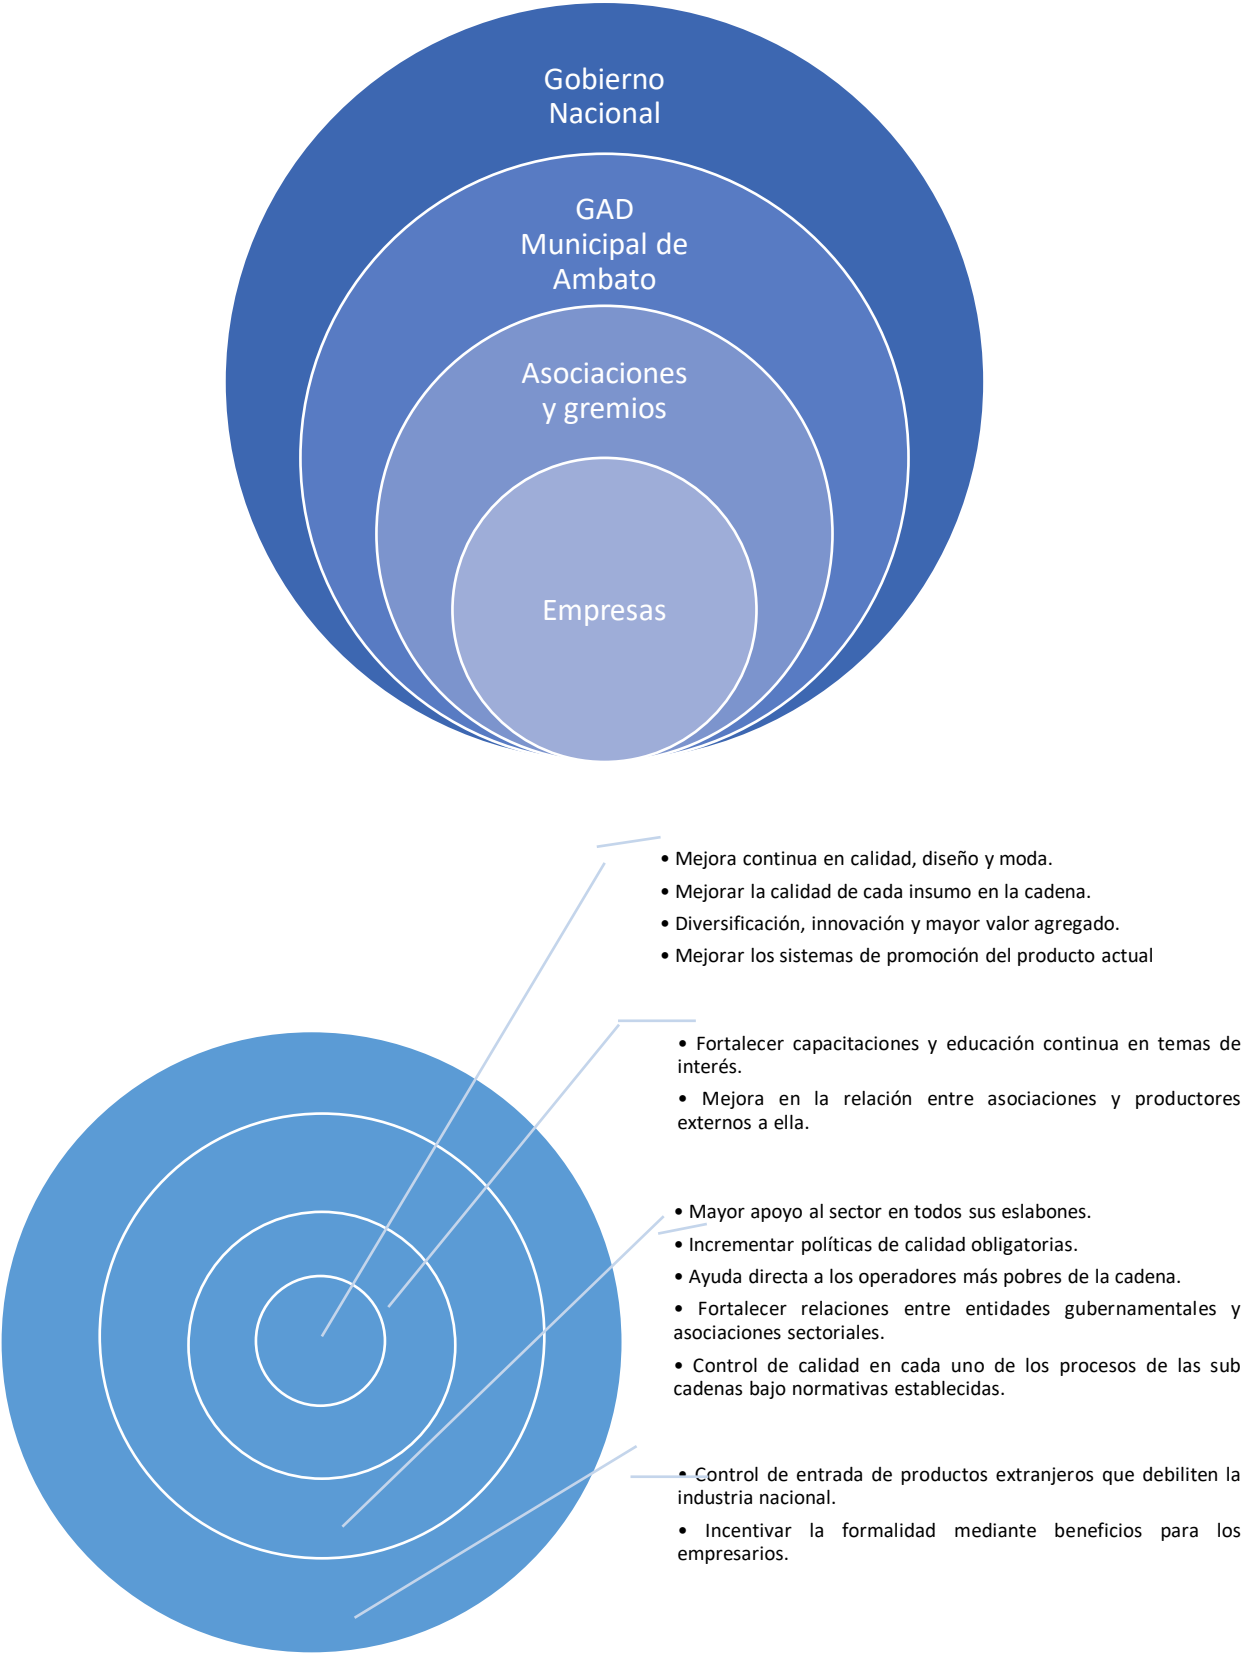 Gobierno
Nacional
GAD
Municipal de
Ambato
Asociaciones
y gremios
Empresas
• Mejora continua en calidad, diseño y moda.
• Mejorar la calidad de cada insumo en la cadena.
• Diversificación, innovación y mayor valor agregado.
• Mejorar los sistemas de promoción del producto actual
• Fortalecer capacitaciones y educación continua en temas de
interés.
• Mejora en la relación entre asociaciones y productores
externos a ella.
• Mayor apoyo al sector en todos sus eslabones.
• Incrementar políticas de calidad obligatorias.
• Ayuda directa a los operadores más pobres de la cadena.
• Fortalecer relaciones entre entidades gubernamentales y
asociaciones sectoriales.
• Control de calidad en cada uno de los procesos de las sub
cadenas bajo normativas establecidas.
• Control de entrada de productos extranjeros que debiliten la
industria nacional.
• Incentivar la formalidad mediante beneficios para los
empresarios.